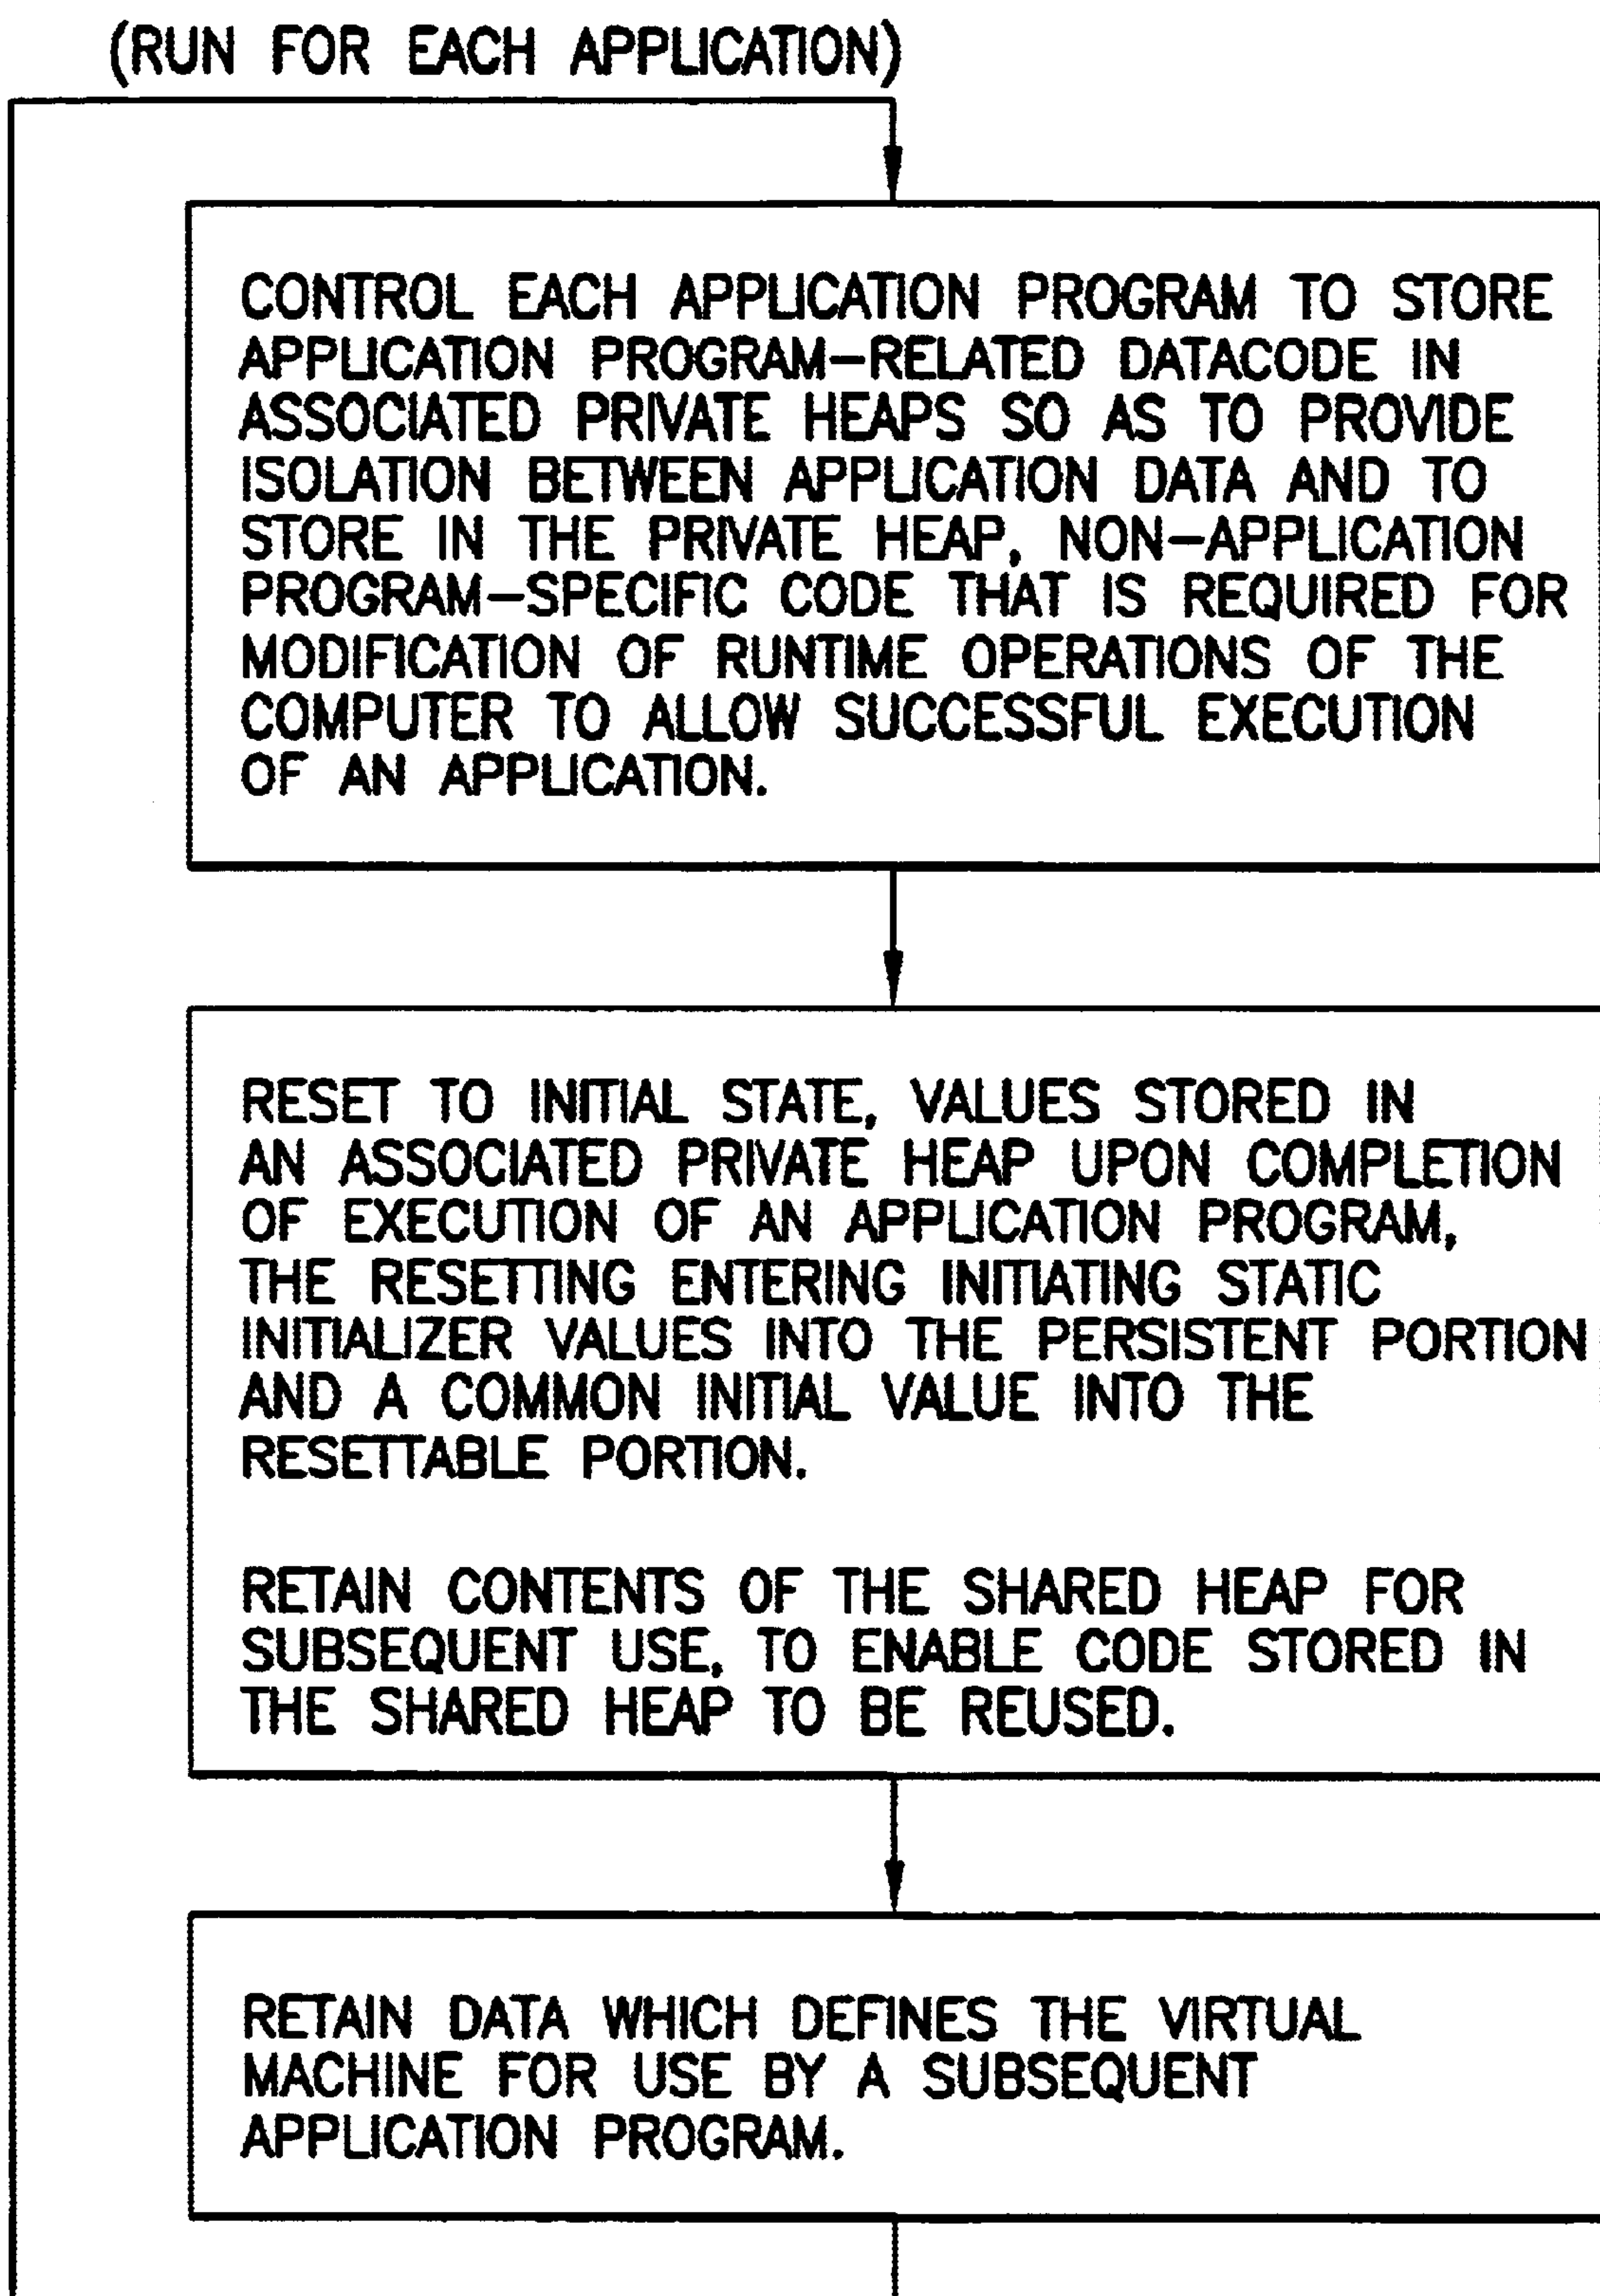 (RUN FOR EACH APPLICATION)
CONTROL EACH APPLICATION PROGRAM TO STORE
APPLICATION PROGRAM-RELATED DATACODE IN
ASSOCIATED PRIVATE HEAPS SO AS TO PROVIDE
ISOLATION BETWEEN APPLICATION DATA AND TO
STORE IN THE PRIVATE HEAP, NON-APPLICATION
PROGRAM-SPECIFIC CODE THAT IS REQUIRED FOR
MODIFICATION OF RUNTIME OPERATIONS OF THE
COMPUTER TO ALLOW SUCCESSFUL EXECUTION
OF AN APPLICATION.
RESET TO INITIAL STATE, VALUES STORED IN
AN ASSOCIATED PRIVATE HEAP UPON COMPLETION
OF EXECUTION OF AN APPLICATION PROGRAM,
THE RESETTING ENTERING INITIATING STATIC
INITIALIZER VALUES INTO THE PERSISTENT PORTION
AND A COMMON INITIAL VALUE INTO THE
RESETTABLE PORTION.
RETAIN CONTENTS OF THE SHARED HEAP FOR
SUBSEQUENT USE, TO ENABLE CODE STORED IN
THE SHARED HEAP TO BE REUSED.
RETAIN DATA WHICH DEFINES THE VIRTUAL
MACHINE FOR USE BY A SUBSEQUENT
APPLICATION PROGRAM.